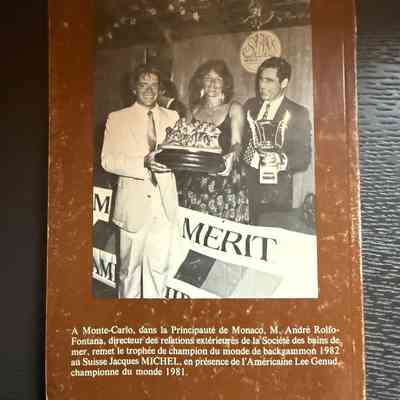 MERIT
A Monte-Carlo, dans la Principauté de Monaco, M. André Rolfo-
Fontana, directeur des relations extérieures de la Société des bains de
mer, remet le trophée de champion du monde de backgammon 1982
au Suisse Jacques MICHEL, en présence de l'Américaine Lee Genud,
championne du monde 1981.